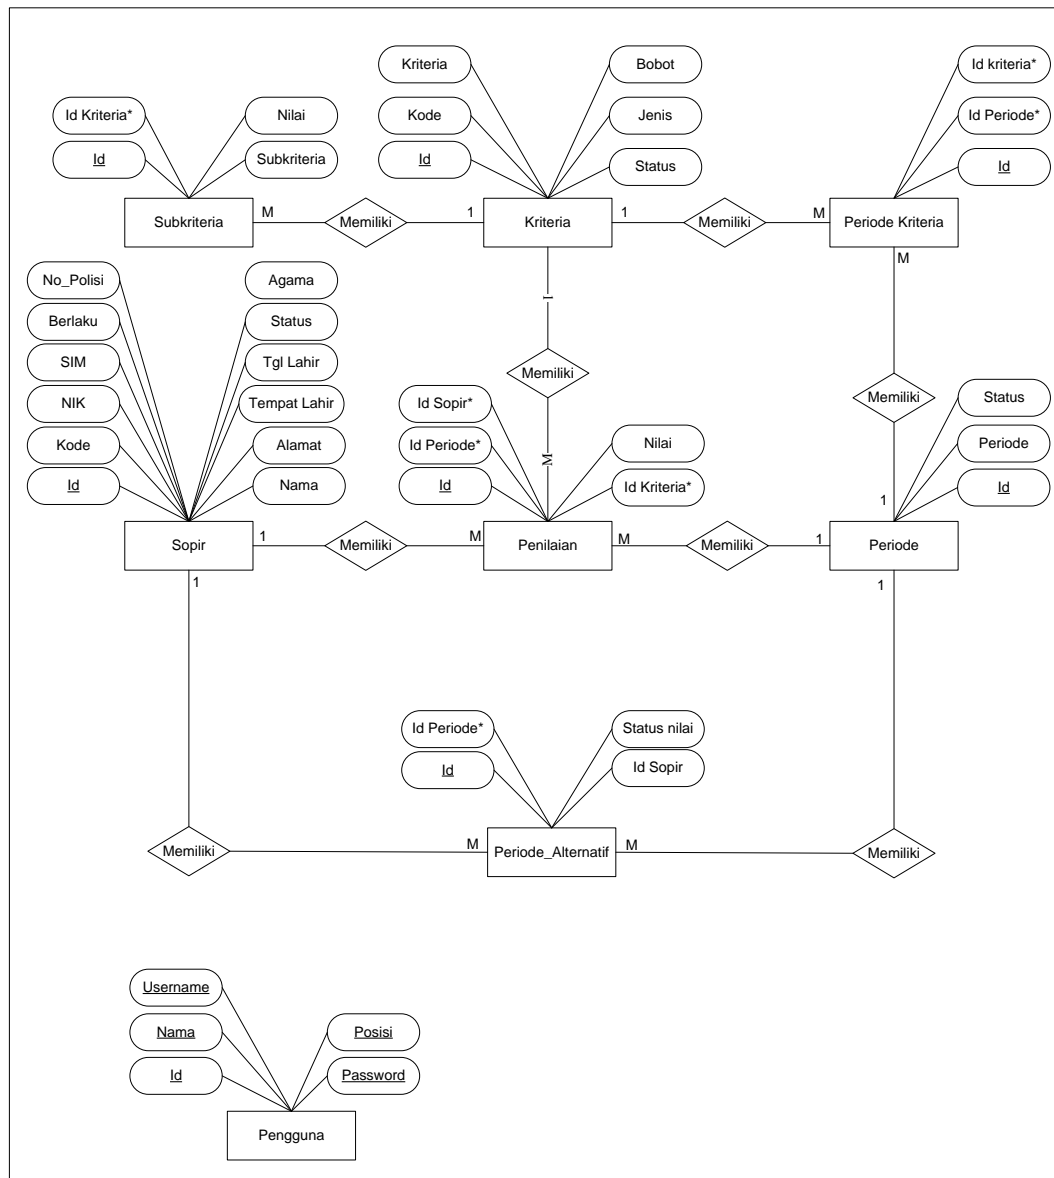 Kriteria
Bobot
Id kriteria*
Id Kriteria*
Nilai
Kode
Jenis
Id Periode*
Id
Subkriteria
Id
Status
Id
Subkriteria
M
Memiliki
1
Kriteria
1
Memiliki
M
Periode Kriteria
M
No_Polisi
Agama
1
Berlaku
Status
SIM
Tgl Lahir
Memiliki
NIK
Tempat Lahir
Id Sopir*
Memiliki
Status
Kode
Alamat
Id Periode*
M
Nilai
Periode
Id
Nama
Id
Id Kriteria*
Id
1
Sopir
1
Memiliki
M
Penilaian
M
Memiliki
1
Periode
1
1
Id Periode*
Status nilai
Id
Id Sopir
Memiliki
M
Periode_Alternatif
M
Memiliki
Username
Nama
Posisi
Id
Password
Pengguna